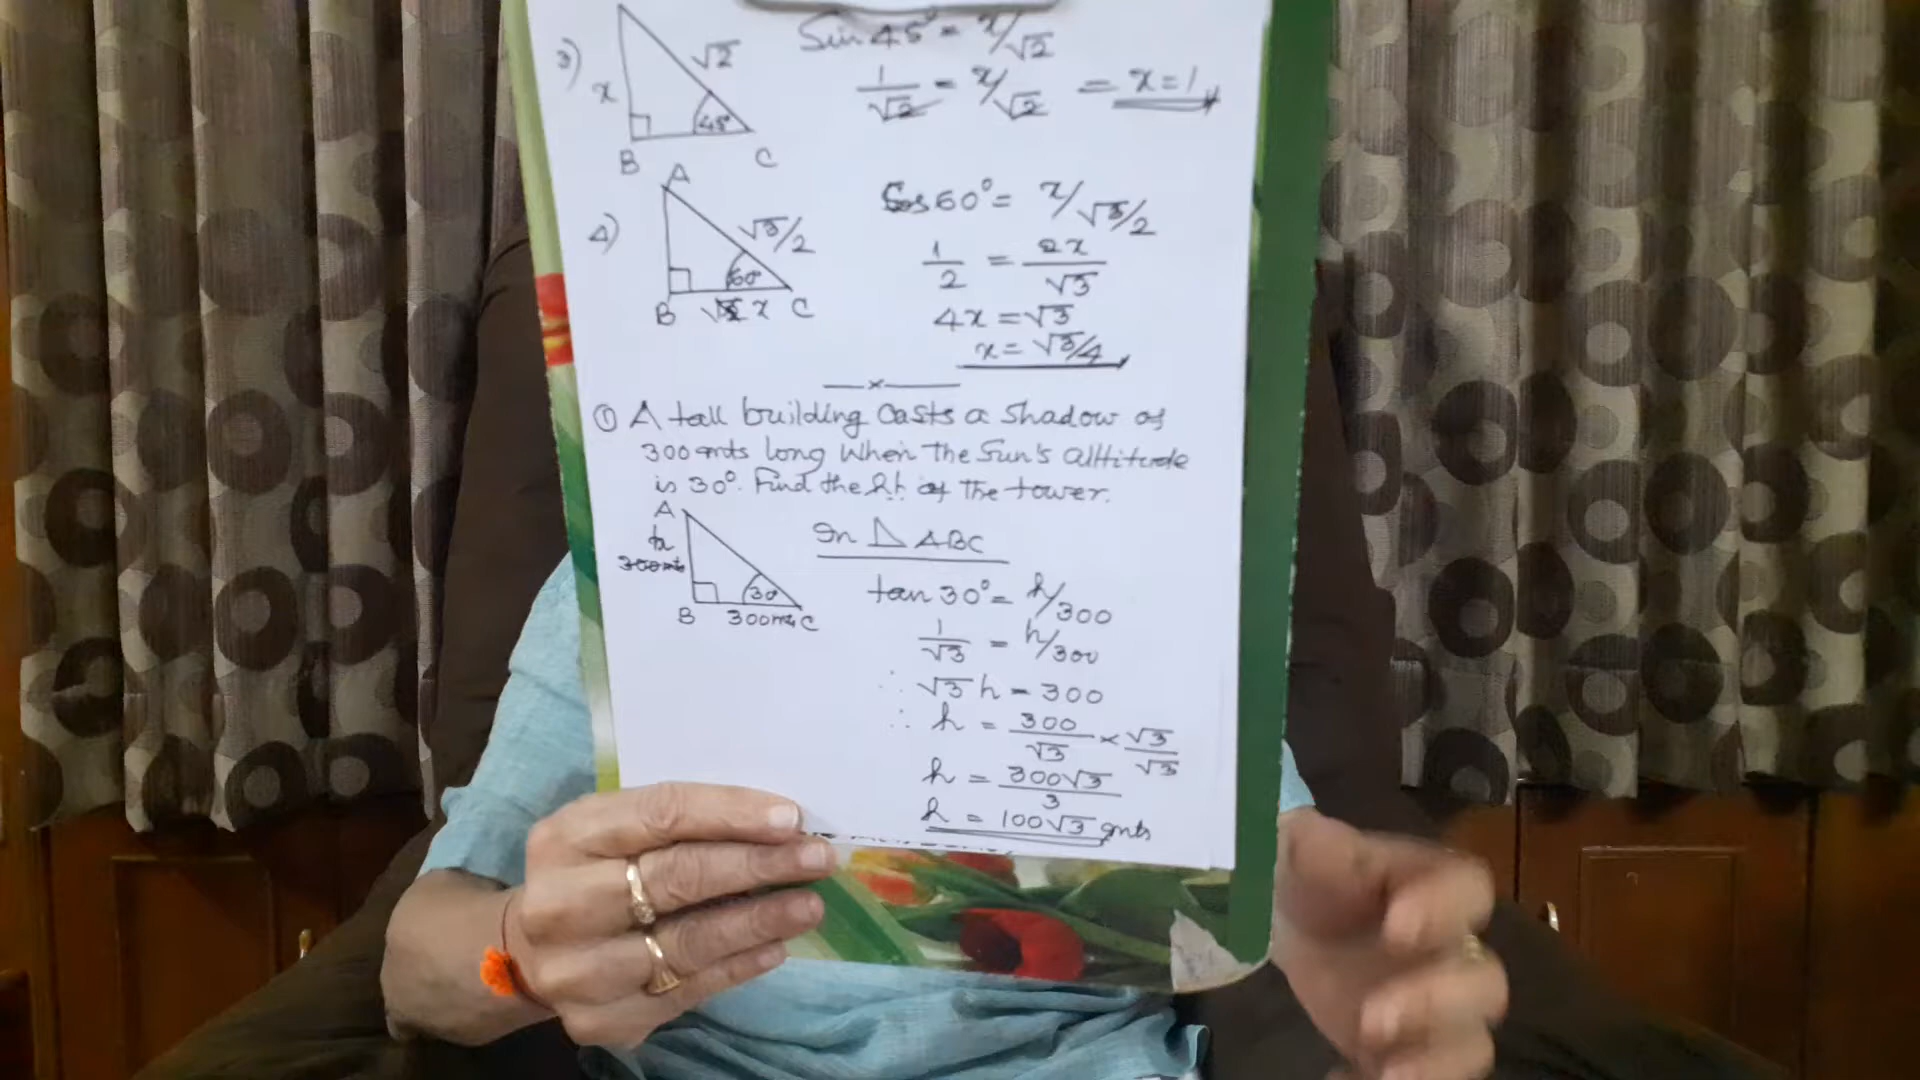 3)
√2
x
45°
B
C
Sin 45° = x/√2
1/√2 = x/√2 = x=1
4)
A
√3/2
60°
B
x
C
Cos 60° = x/√3/2
1/2 = 2x/√3
4x = √3
x = √3/4
—x—
① A tall building casts a shadow of
300 mts long when the Sun's altitude
is 30°. Find the ht. of the tower.
A
h
300mts
30°
B
300mts
C
In △ ABC
tan 30° = h/300
1/√3 = h/300
∴ √3 h = 300
∴ h = 300/√3 × √3/√3
h = 300√3/3
h = 100√3 mts